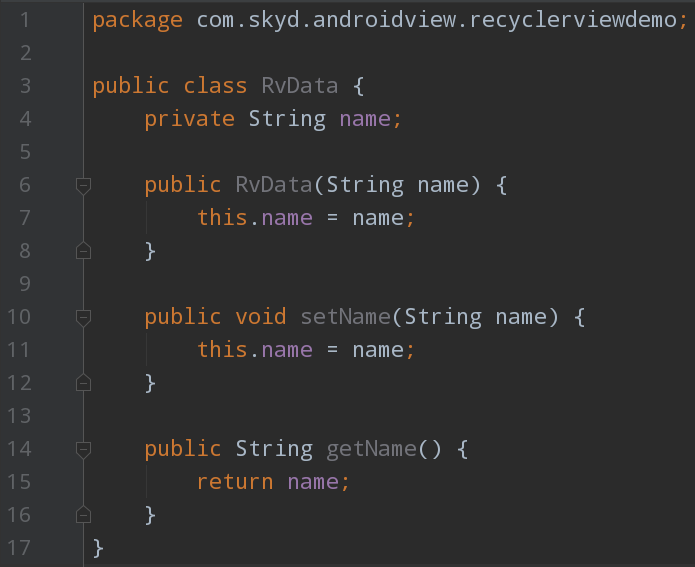 1 package com.skyd.androidview.recyclerviewdemo;
2
3 public class RvData {
4     private String name;
5
6     public RvData(String name) {
7         this.name = name;
8     }
9
10     public void setName(String name) {
11         this.name = name;
12     }
13
14     public String getName() {
15         return name;
16     }
17 }